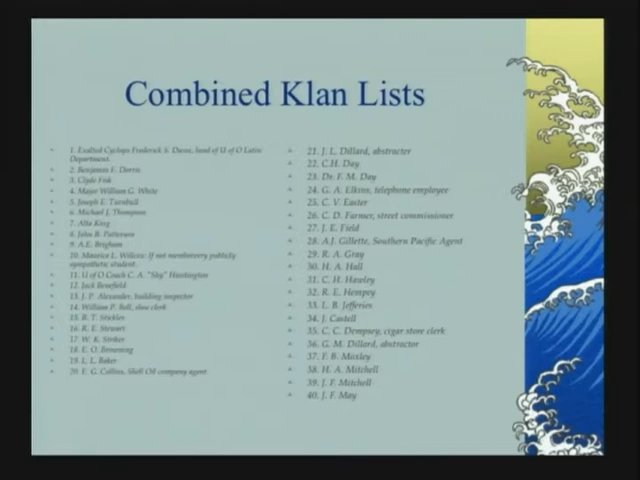 Combined Klan Lists
1. Exalted Cyclops Frederick S. Dunn, head of U of O Latin
Department.
2. Benjamin F. Dorris
3. Clyde Fisk
4. Major William G. White
5. Joseph E. Turnbull
6. Michael J. Thompson
7. Alta King
8. John B. Patterson
9. A.E. Brigham
10. Maurice L. Willcox: If not member very publicly
sympathetic student.
11. U of O Coach C. A. "Shy" Huntington
12. Jack Benefield
13. J. P. Alexander, building inspector
14. William P. Bell, shoe clerk
15. R. T. Stickles
16. R. E. Stewart
17. W. K. Striker
18. E. O. Browning
19. L. L. Baker
20. E. G. Collins, Shell Oil company agent
21. J. L. Dillard, abstracter
22. C.H. Day
23. Dr. F. M. Day
24. G. A. Elkins, telephone employee
25. C. V. Easter
26. C. D. Farmer, street commissioner
27. J. E. Field
28. A.J. Gillette, Southern Pacific Agent
29. R. A. Gray
30. H. A. Hall
31. C. H. Hawley
32. R. E. Hempey
33. L. B. Jefferies
34. J. Castell
35. C. C. Dempsey, cigar store clerk
36. G. M. Dillard, abstractor
37. F. B. Moxley
38. H. A. Mitchell
39. J. F. Mitchell
40. J. F. May